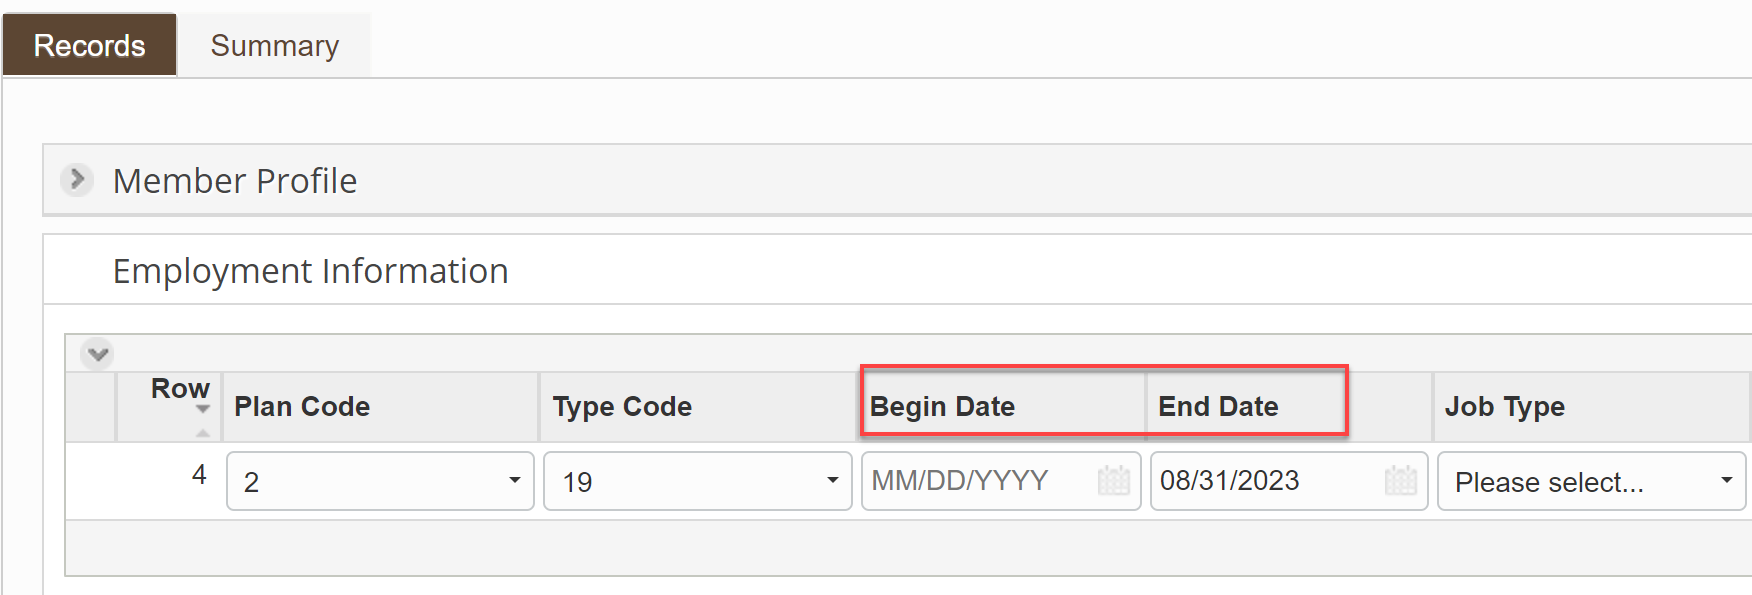 Records Summary
Member Profile
Employment Information
Row Plan Code Type Code Begin Date End Date Job Type
4 2 19 MM/DD/YYYY 08/31/2023 Please select...